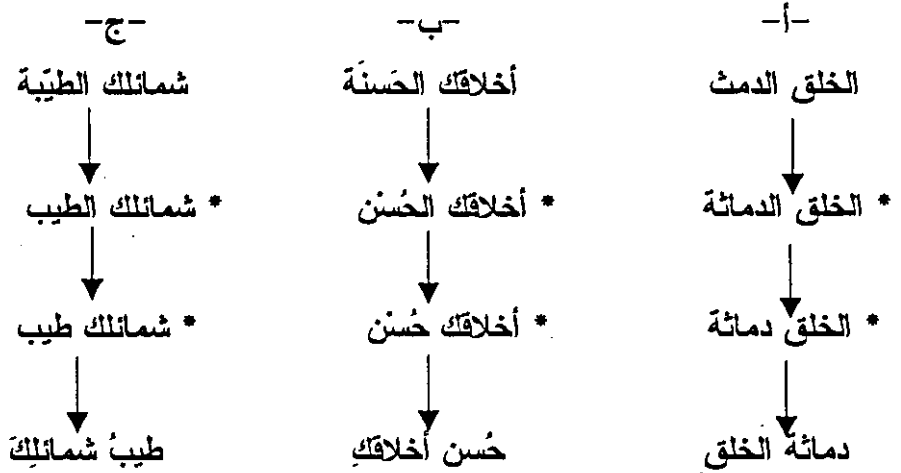 -أ- -ب- -ج-
الخلق الدمث أخلاقك الحَسنَة شمائلك الطيّبة
* الخلق الدماثة * أخلاقك الحُسنْن * شمائلك الطيب
* الخلق دماثة * أخلاقك حُسنْن * شمائلك طيب
دماثة الخلق حُسن أخلاقكِ طيبُ شمائلِكَ